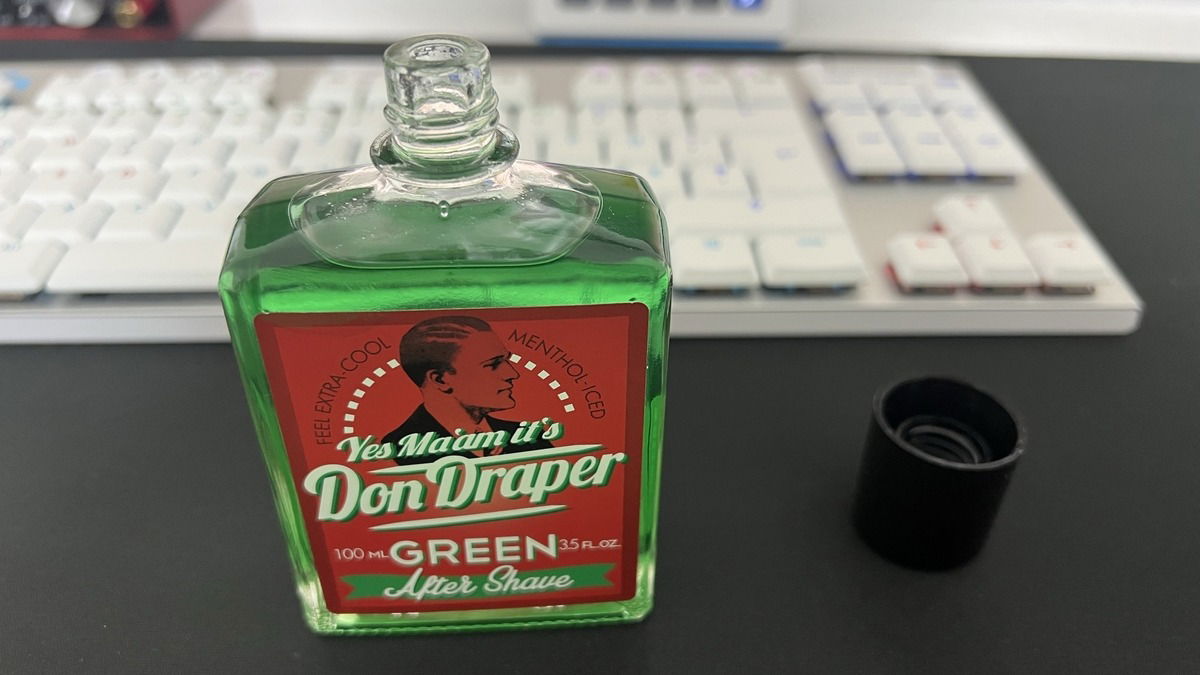 FEEL EXTRA-COOL
MENTHOL-ICED
Yes Ma'am it's
Don Draper
100 ML GREEN 3.5 FL.OZ.
After Shave